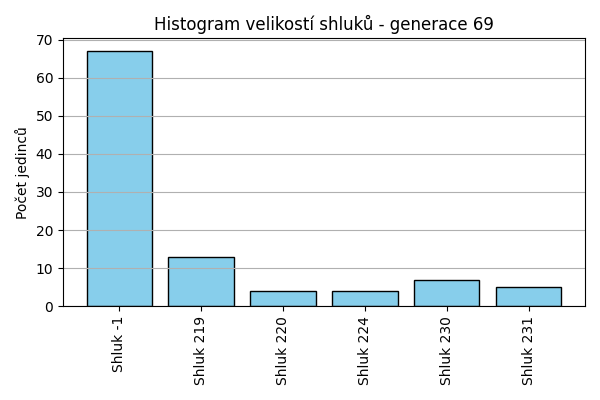 Histogram velikostí shluků - generace 69
Počet jedinců
70
60
50
40
30
20
10
0
Shluk -1
Shluk 219
Shluk 220
Shluk 224
Shluk 230
Shluk 231